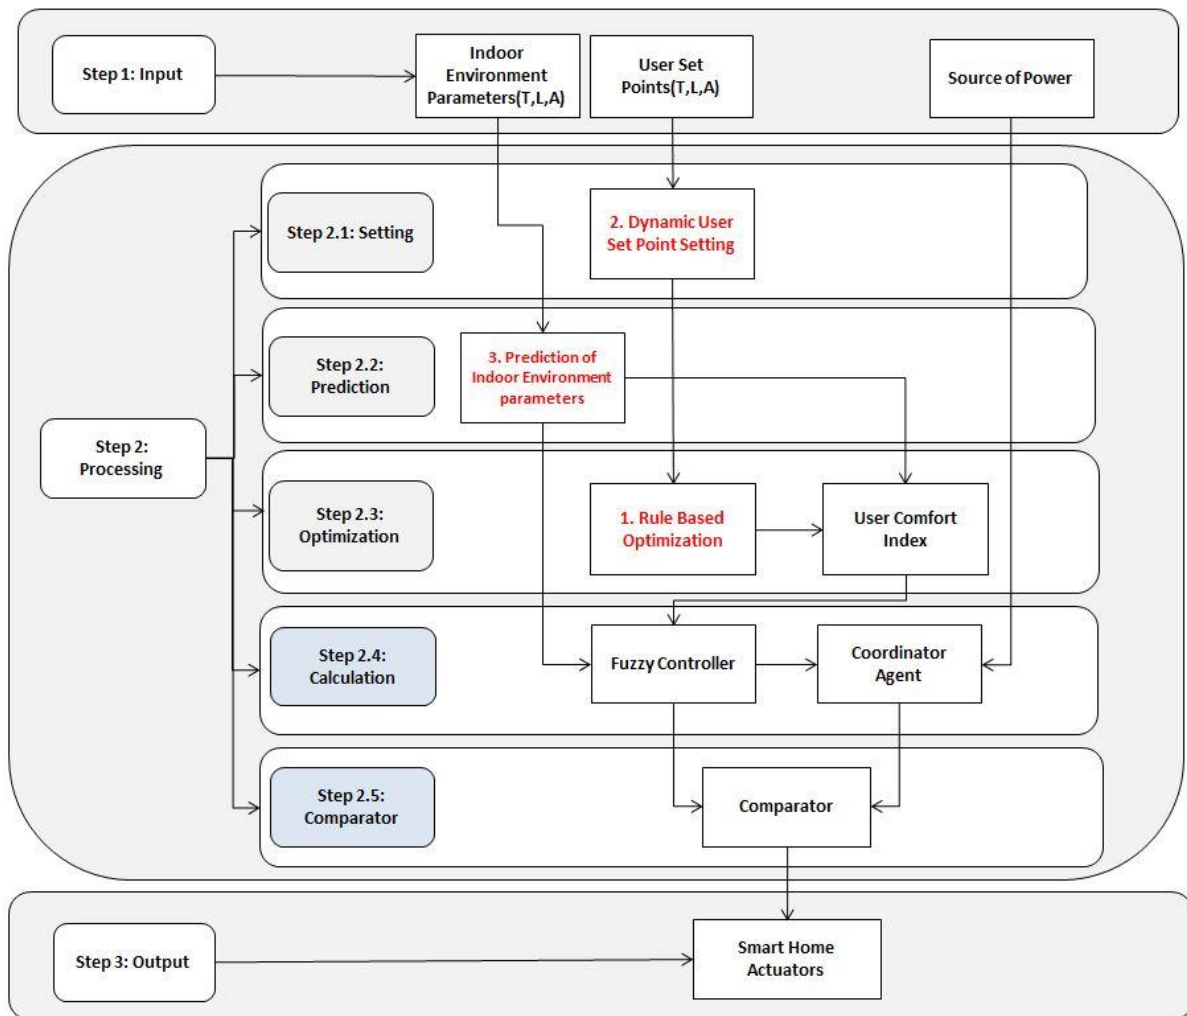 Step 1: Input
Indoor
Environment
Parameters(T,L,A)
User Set
Points(T,L,A)
Source of Power
Step 2.1: Setting
2. Dynamic User
Set Point Setting
Step 2.2:
Prediction
3. Prediction of
Indoor Environment
parameters
Step 2:
Processing
Step 2.3:
Optimization
1. Rule Based
Optimization
User Comfort
Index
Step 2.4:
Calculation
Fuzzy Controller
Coordinator
Agent
Step 2.5:
Comparator
Comparator
Step 3: Output
Smart Home
Actuators